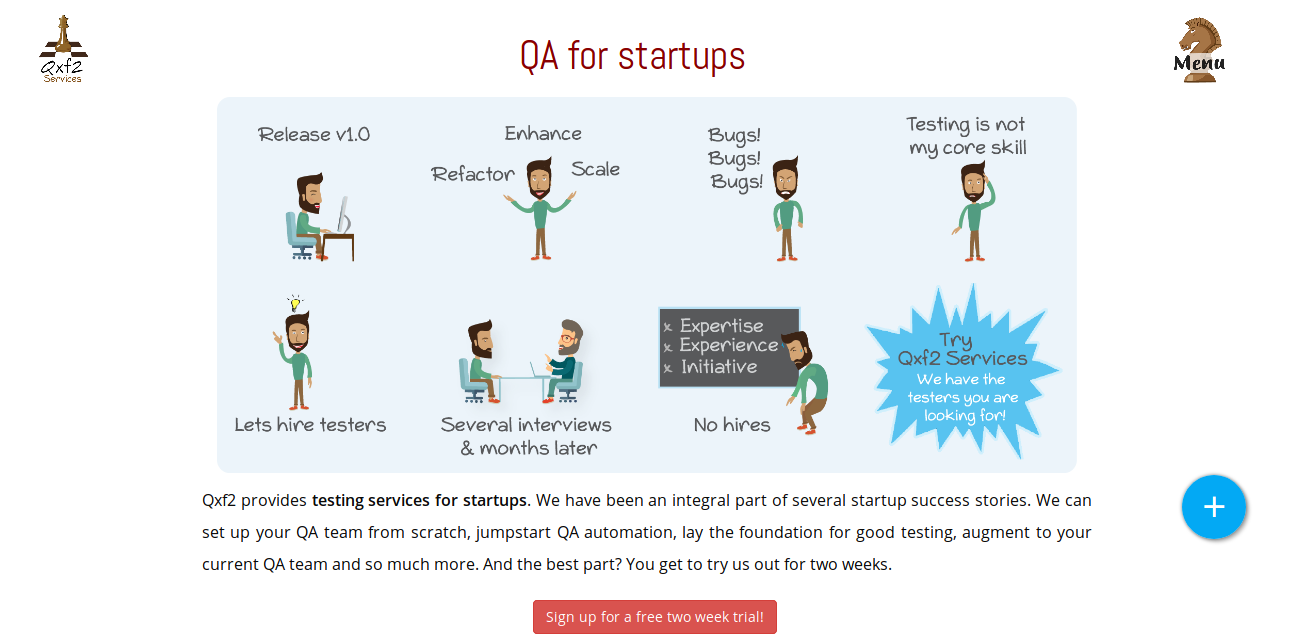 Qxf2
Services
QA for startups
Menu
Release v1.0
Enhance
Refactor
Scale
Bugs!
Bugs!
Bugs!
Testing is not
my core skill
Lets hire testers
Several interviews
& months later
x Expertise
x Experience
x Initiative
No hires
Try
Qxf2 Services
We have the
testers you are
looking for!
Qxf2 provides testing services for startups. We have been an integral part of several startup success stories. We can
set up your QA team from scratch, jumpstart QA automation, lay the foundation for good testing, augment to your
current QA team and so much more. And the best part? You get to try us out for two weeks.
+
Sign up for a free two week trial!